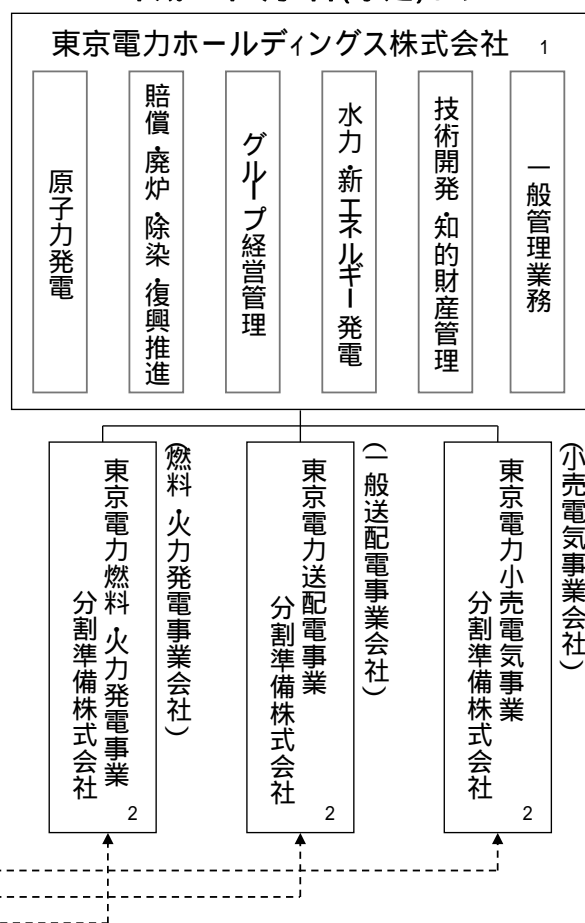 東京電力ホールディングス株式会社 1
原子力発電
賠償・廃炉・除染・復興推進
グループ経営管理
水力・新エネルギー発電
技術開発・知的財産管理
一般管理業務
(燃料・火力発電事業会社)
東京電力燃料・火力発電事業
分割準備株式会社
2
(一般送配電事業会社)
東京電力送配電事業
分割準備株式会社
2
(小売電気事業会社)
東京電力小売電気事業
分割準備株式会社
2